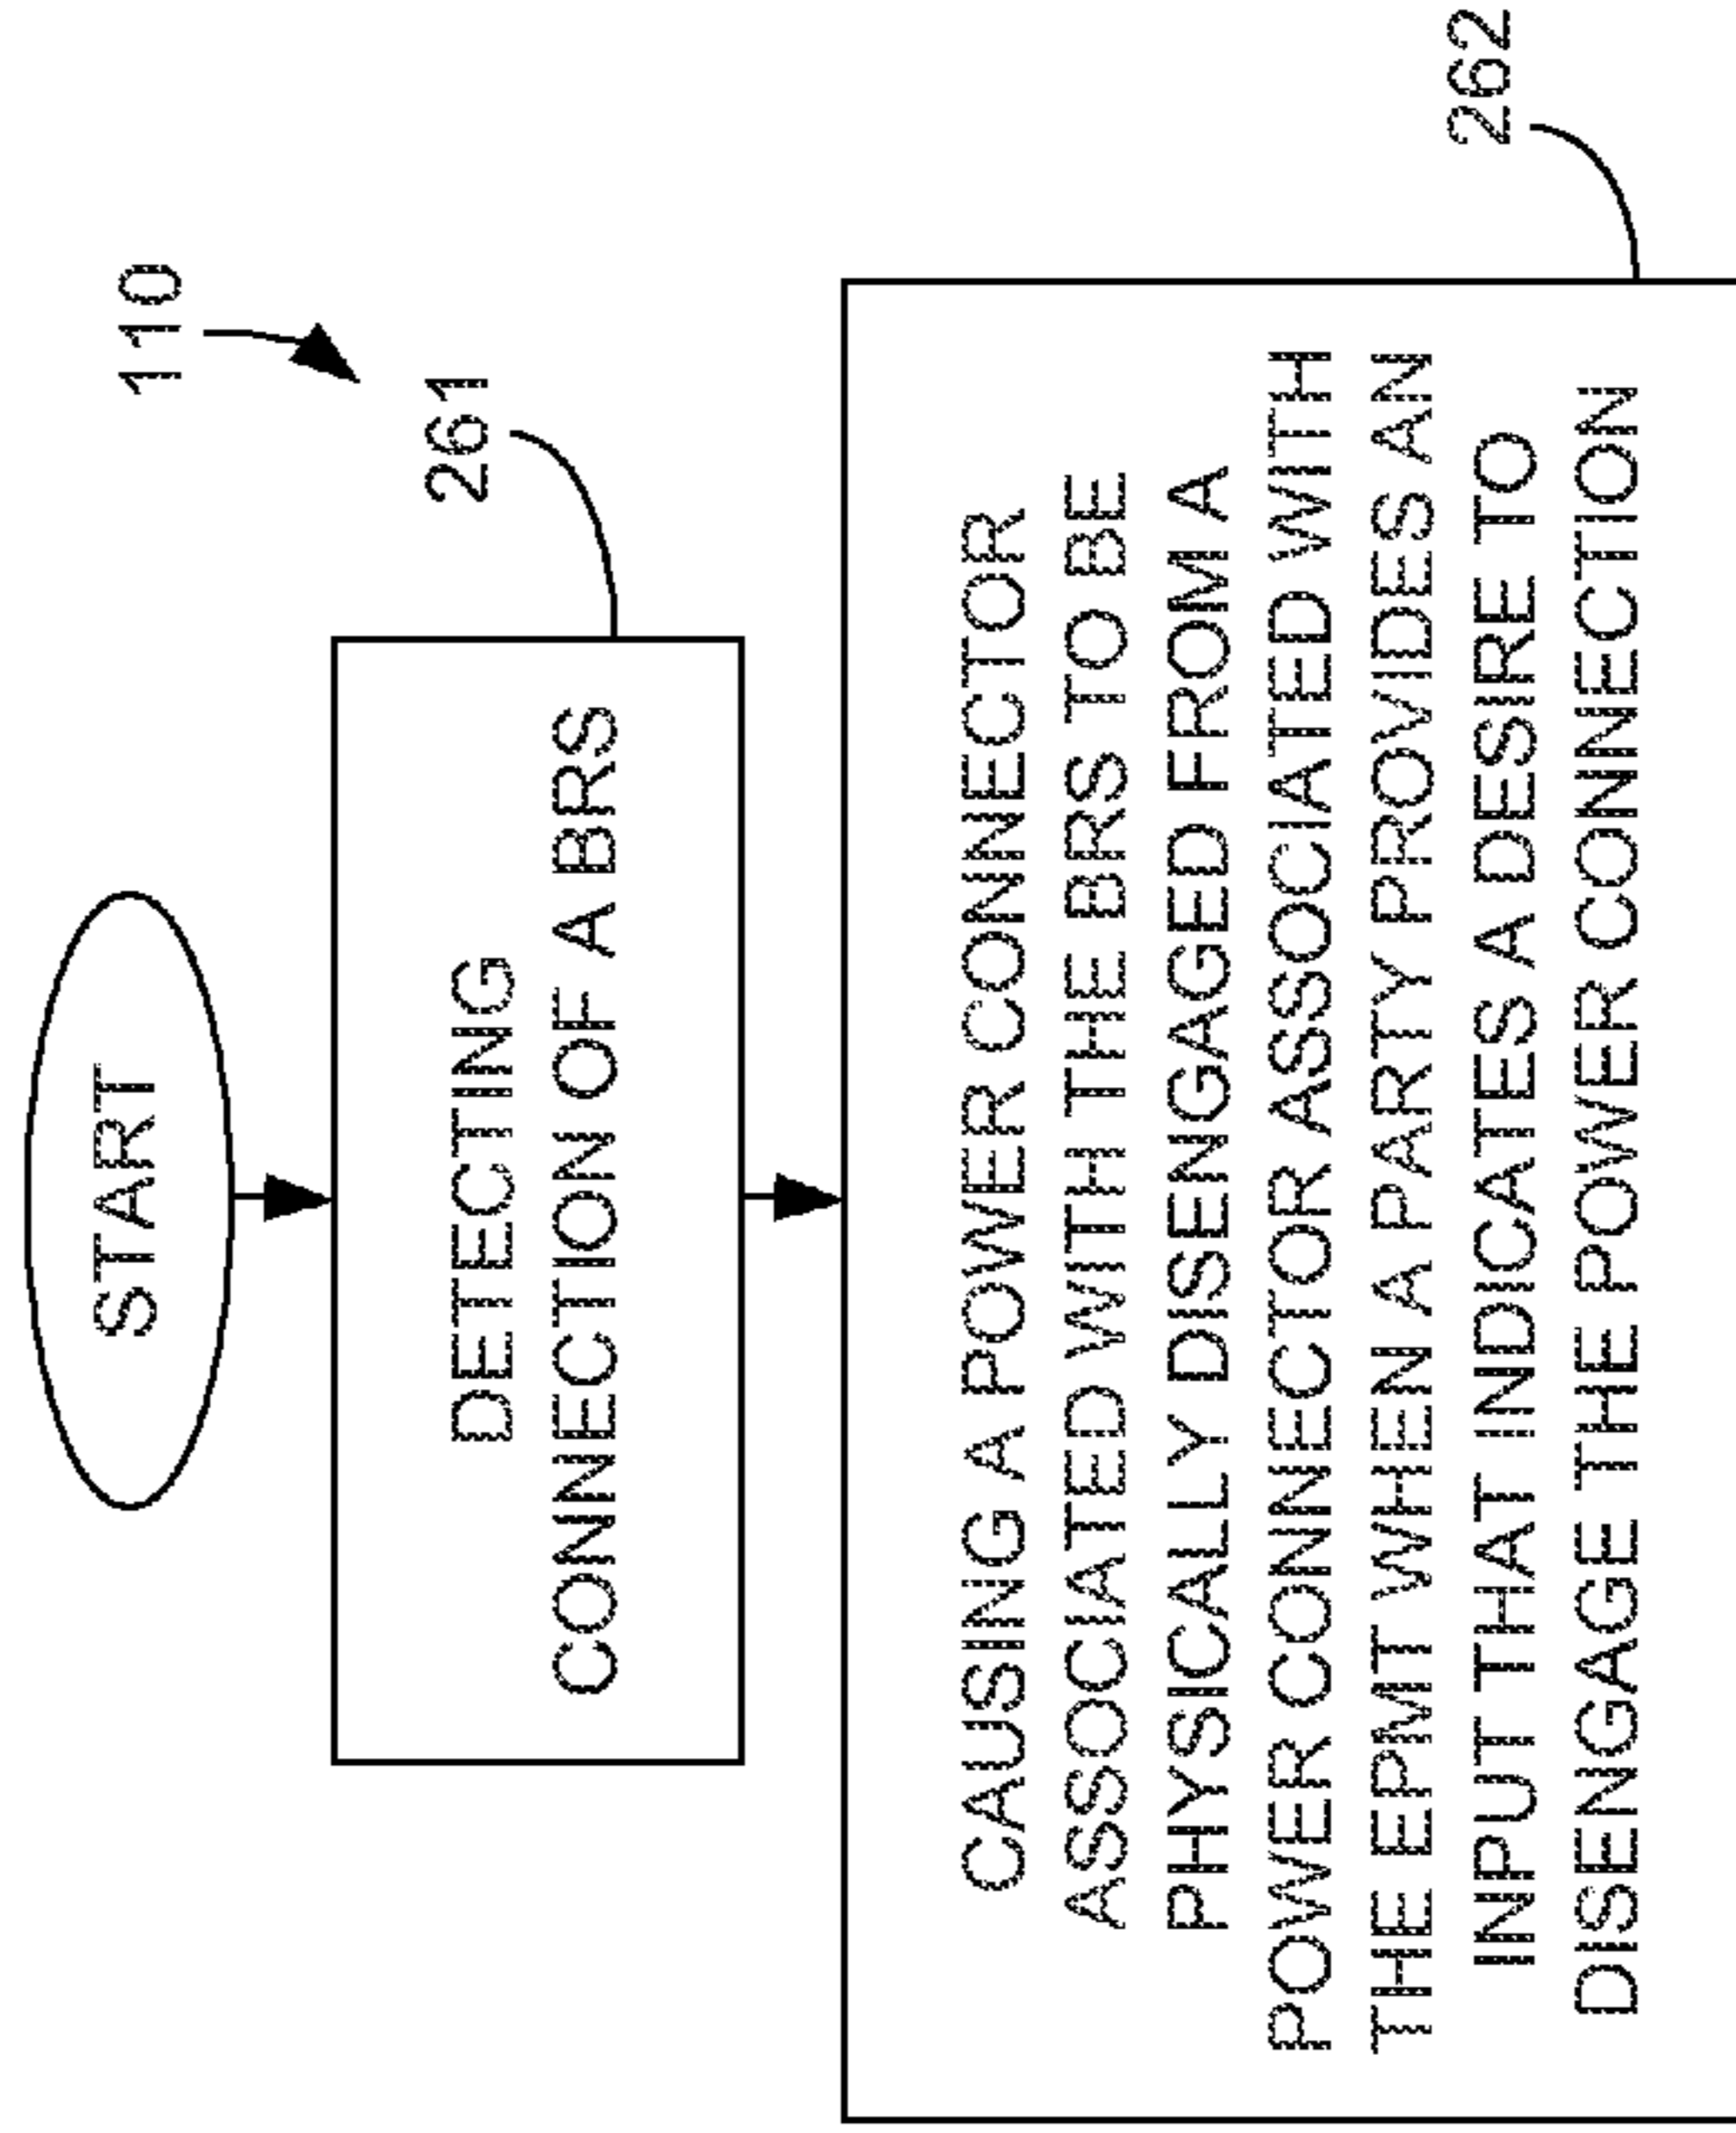 START
110
261
DETECTING
CONNECTION OF A BRS
262
CAUSING A POWER CONNECTOR
ASSOCIATED WITH THE BRS TO BE
PHYSICALLY DISENGAGED FROM A
POWER CONNECTOR ASSOCIATED WITH
THE EPMT WHEN A PARTY PROVIDES AN
INPUT THAT INDICATES A DESIRE TO
DISENGAGE THE POWER CONNECTION